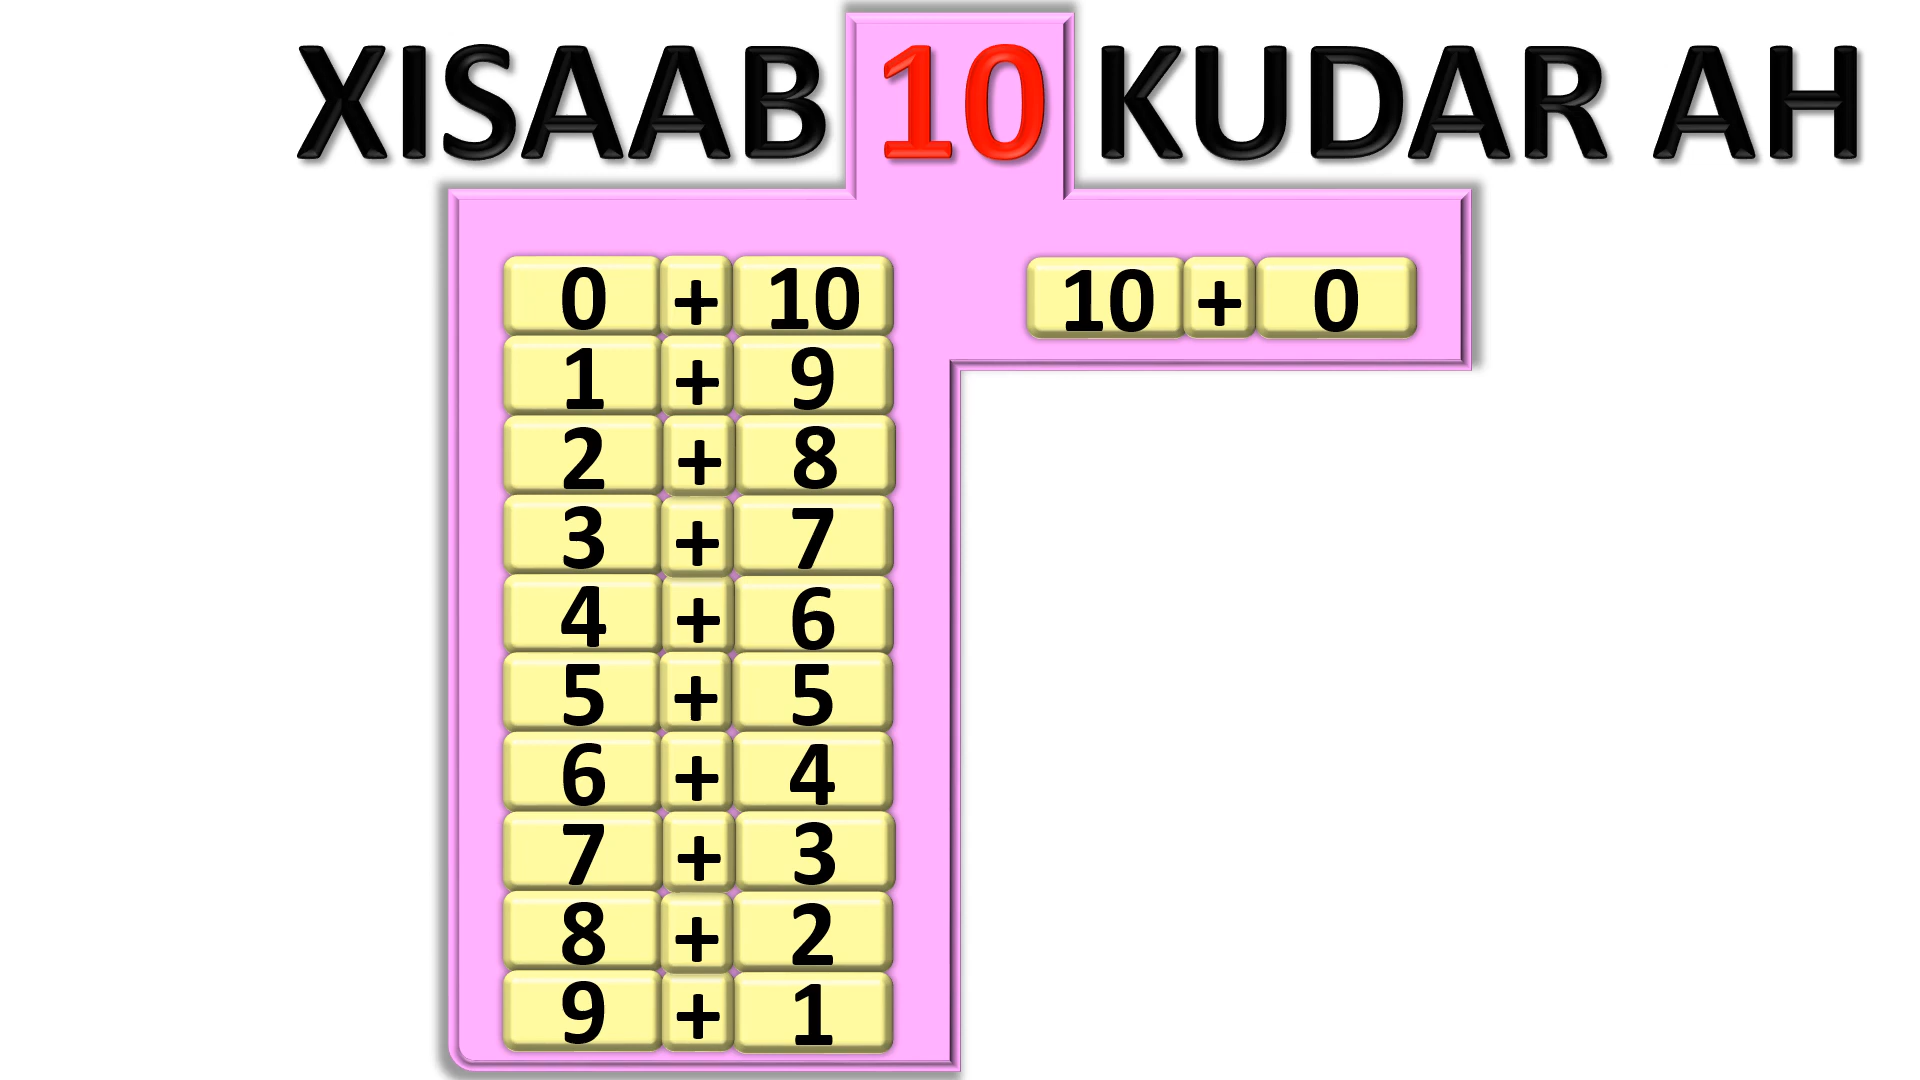 XISAAB 10 KUDAR AH
0 + 10
1 + 9
2 + 8
3 + 7
4 + 6
5 + 5
6 + 4
7 + 3
8 + 2
9 + 1
10 + 0